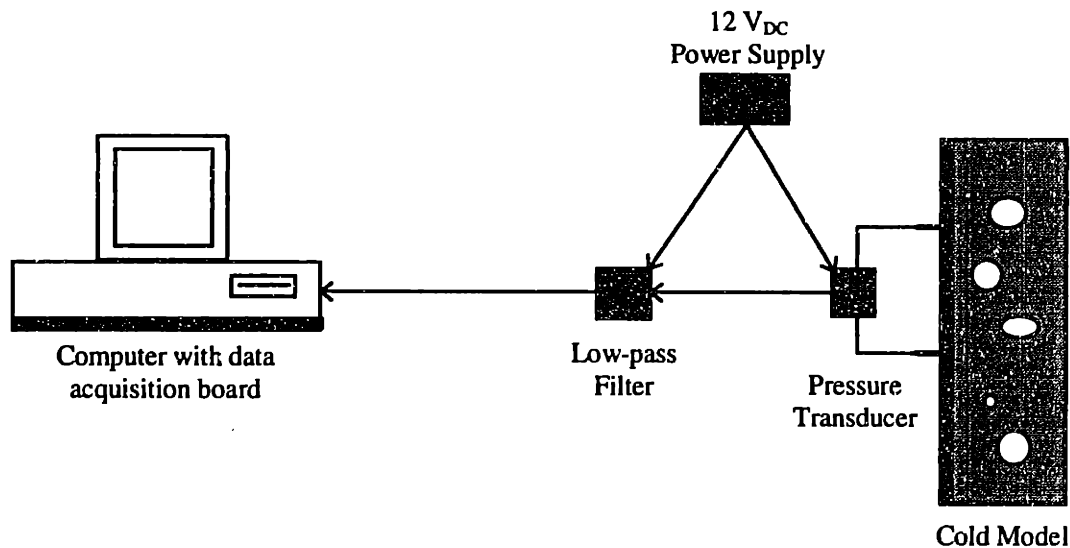 12 V_DC
Power Supply
Computer with data
acquisition board
Low-pass
Filter
Pressure
Transducer
Cold Model